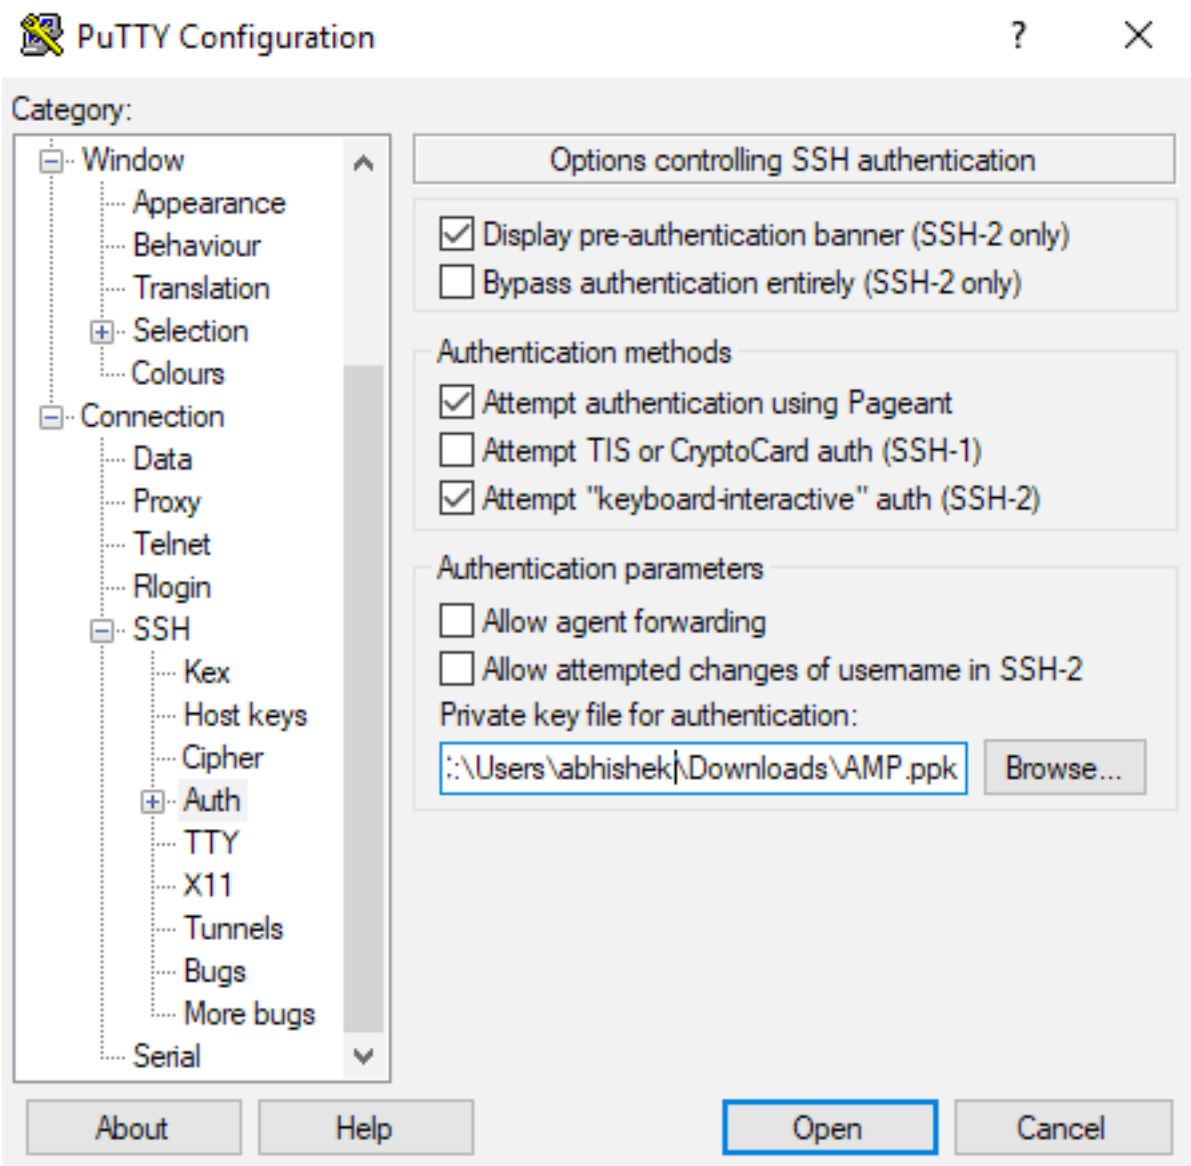 PuTTY Configuration
?
Category:
Window
Appearance
Behaviour
Translation
Selection
Colours
Connection
Data
Proxy
Telnet
Rlogin
SSH
Kex
Host keys
Cipher
Auth
TTY
X11
Tunnels
Bugs
More bugs
Serial
Options controlling SSH authentication
Display pre-authentication banner (SSH-2 only)
Bypass authentication entirely (SSH-2 only)
Authentication methods
Attempt authentication using Pageant
Attempt TIS or CryptoCard auth (SSH-1)
Attempt "keyboard-interactive" auth (SSH-2)
Authentication parameters
Allow agent forwarding
Allow attempted changes of username in SSH-2
Private key file for authentication:
:\Users\abhishek\Downloads\AMP.ppk
Browse...
About
Help
Open
Cancel